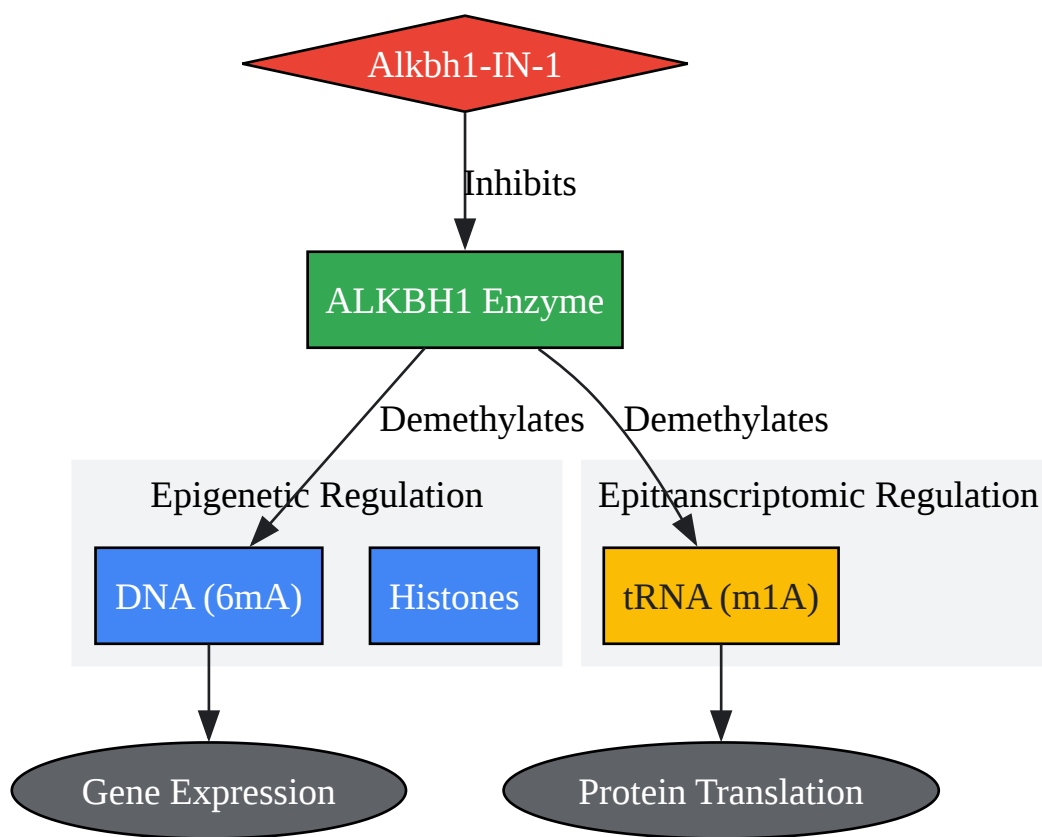 Alkbh1-IN-1
Inhibits
ALKBH1 Enzyme
Demethylates
Demethylates
Epigenetic Regulation
Epitranscriptomic Regulation
DNA (6mA)
Histones
tRNA (m1A)
Gene Expression
Protein Translation